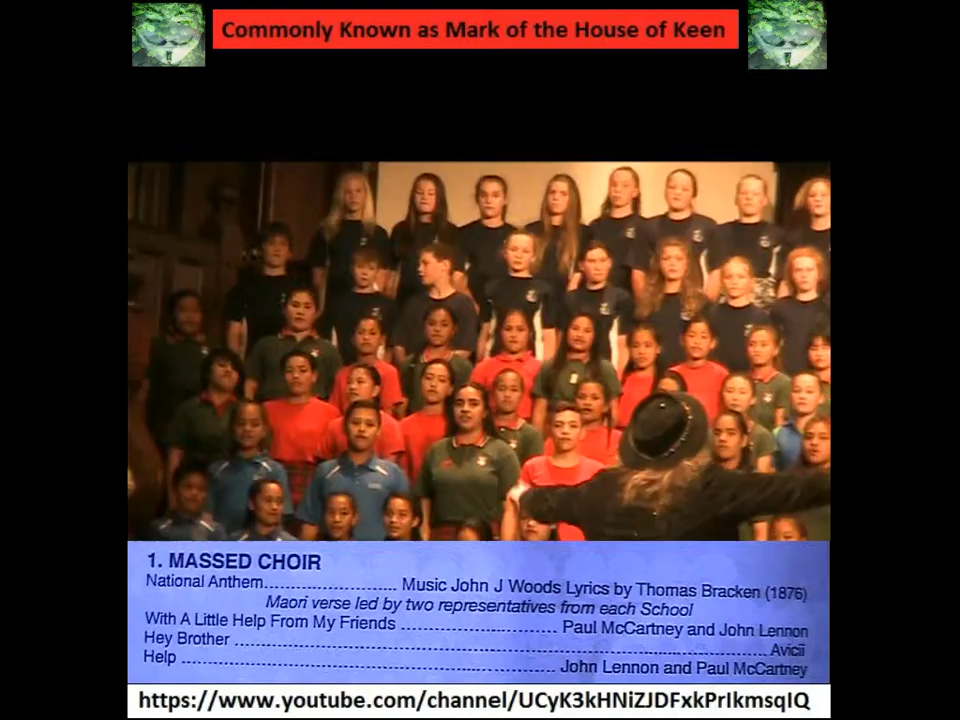 Commonly Known as Mark of the House of Keen
1. MASSED CHOIR
National Anthem............................ Music John J Woods Lyrics by Thomas Bracken (1876)
Maori verse led by two representatives from each School
With A Little Help From My Friends ................................. Paul McCartney and John Lennon
Hey Brother ................................................................................................ Avicii
Help ................................................................................ John Lennon and Paul McCartney
https://www.youtube.com/channel/UCyK3kHNiZJDFxkPrIkmsqIQ